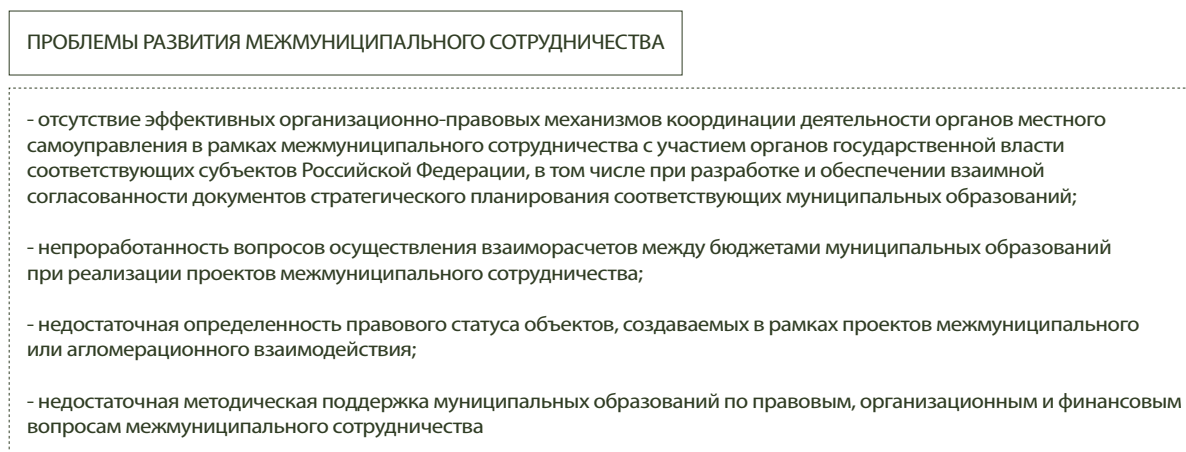 ПРОБЛЕМЫ РАЗВИТИЯ МЕЖМУНИЦИПАЛЬНОГО СОТРУДНИЧЕСТВА
- отсутствие эффективных организационно-правовых механизмов координации деятельности органов местного
самоуправления в рамках межмуниципального сотрудничества с участием органов государственной власти
соответствующих субъектов Российской Федерации, в том числе при разработке и обеспечении взаимной
согласованности документов стратегического планирования соответствующих муниципальных образований;
- непроработанность вопросов осуществления взаиморасчетов между бюджетами муниципальных образований
при реализации проектов межмуниципального сотрудничества;
- недостаточная определенность правового статуса объектов, создаваемых в рамках проектов межмуниципального
или агломерационного взаимодействия;
- недостаточная методическая поддержка муниципальных образований по правовым, организационным и финансовым
вопросам межмуниципального сотрудничества